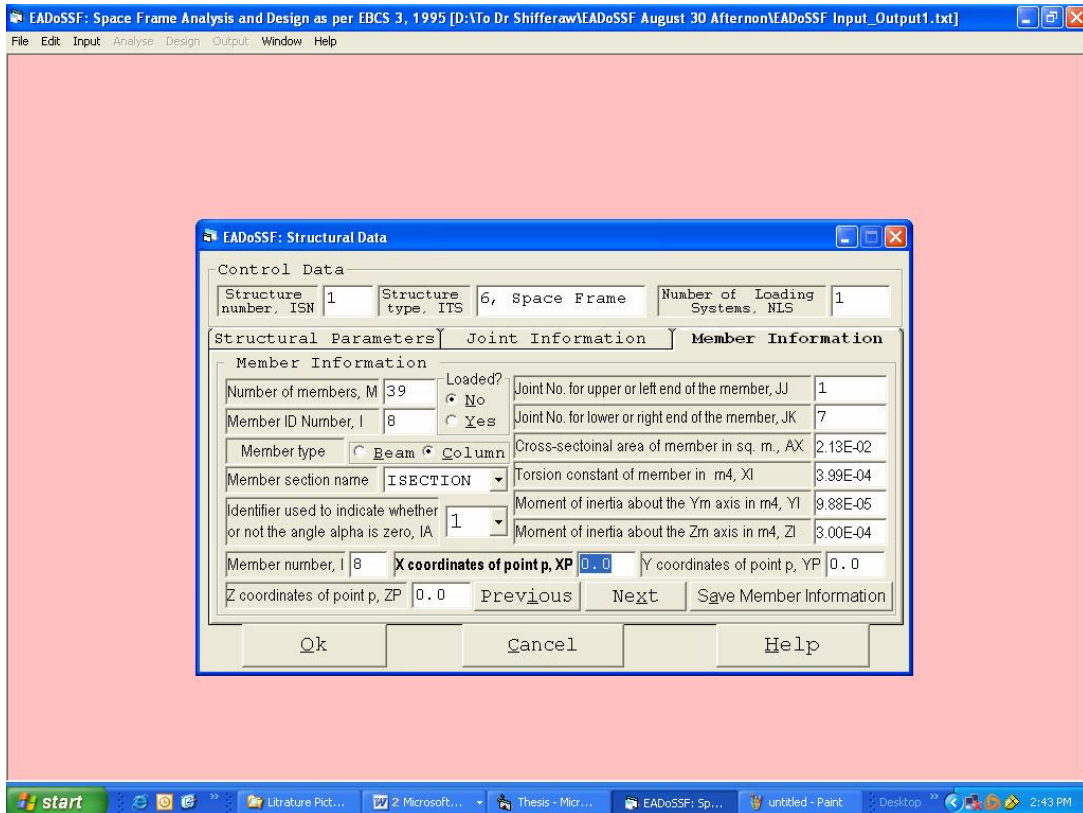 EADoSSF: Space Frame Analysis and Design as per EBCS 3, 1995 [D:\To Dr Shifferaw\EADoSSF August 30 Afternon\EADoSSF Input_Output1.txt]
File Edit Input Analyse Design Output Window Help
EADoSSF: Structural Data
Control Data
Structure number, ISN 1 Structure type, ITS 6, Space Frame Number of Loading Systems, NLS 1
Structural Parameters Joint Information Member Information
Member Information
Number of members, M 39
Member ID Number, I 8
Loaded?
No
Yes
Member type Beam Column
Member section name ISECTION
Identifier used to indicate whether
or not the angle alpha is zero, IA 1
Joint No. for upper or left end of the member, JJ 1
Joint No. for lower or right end of the member, JK 7
Cross-sectoinal area of member in sq. m., AX 2.13E-02
Torsion constant of member in m4, XI 3.99E-04
Moment of inertia about the Ym axis in m4, YI 9.88E-05
Moment of inertia about the Zm axis in m4, ZI 3.00E-04
Member number, I 8 X coordinates of point p, XP 0.0 Y coordinates of point p, YP 0.0
Z coordinates of point p, ZP 0.0 Previous Next Save Member Information
Ok Cancel Help
start Litrature Pict... 2 Microsoft... Thesis - Micr... EADoSSF: Sp... untitled - Paint Desktop 2:43 PM